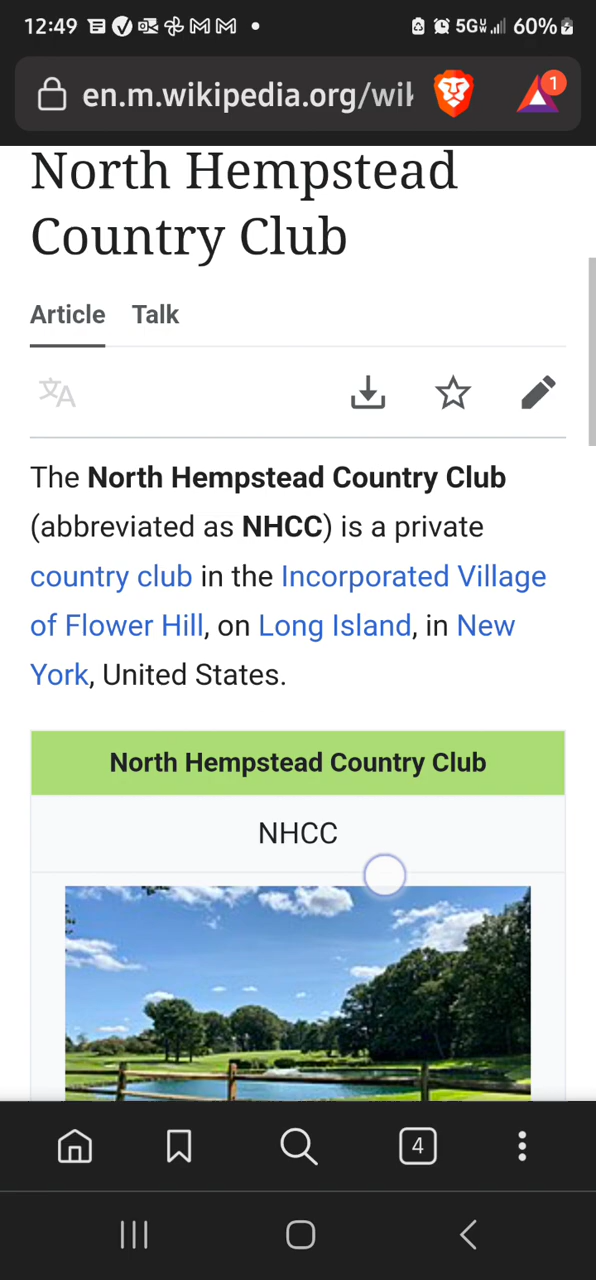 12:49
5G
60%
en.m.wikipedia.org/wik
1
North Hempstead
Country Club
Article Talk
The North Hempstead Country Club
(abbreviated as NHCC) is a private
country club in the Incorporated Village
of Flower Hill, on Long Island, in New
York, United States.
North Hempstead Country Club
NHCC
4